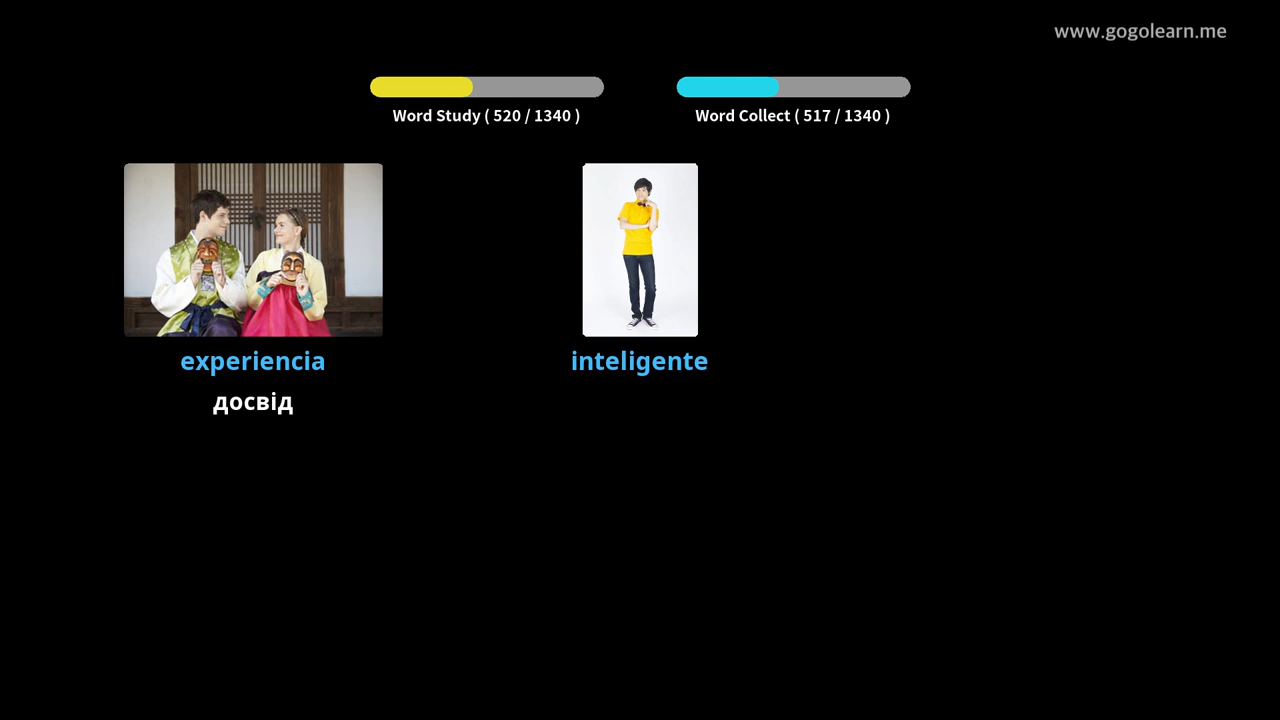 www.gogolearn.me
Word Study ( 520 / 1340 )
Word Collect ( 517 / 1340 )
experiencia
досвід
inteligente